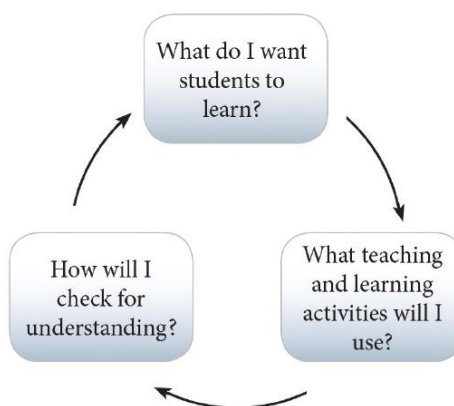 What do I want
students to
learn?
What teaching
and learning
activities will I
use?
How will I
check for
understanding?